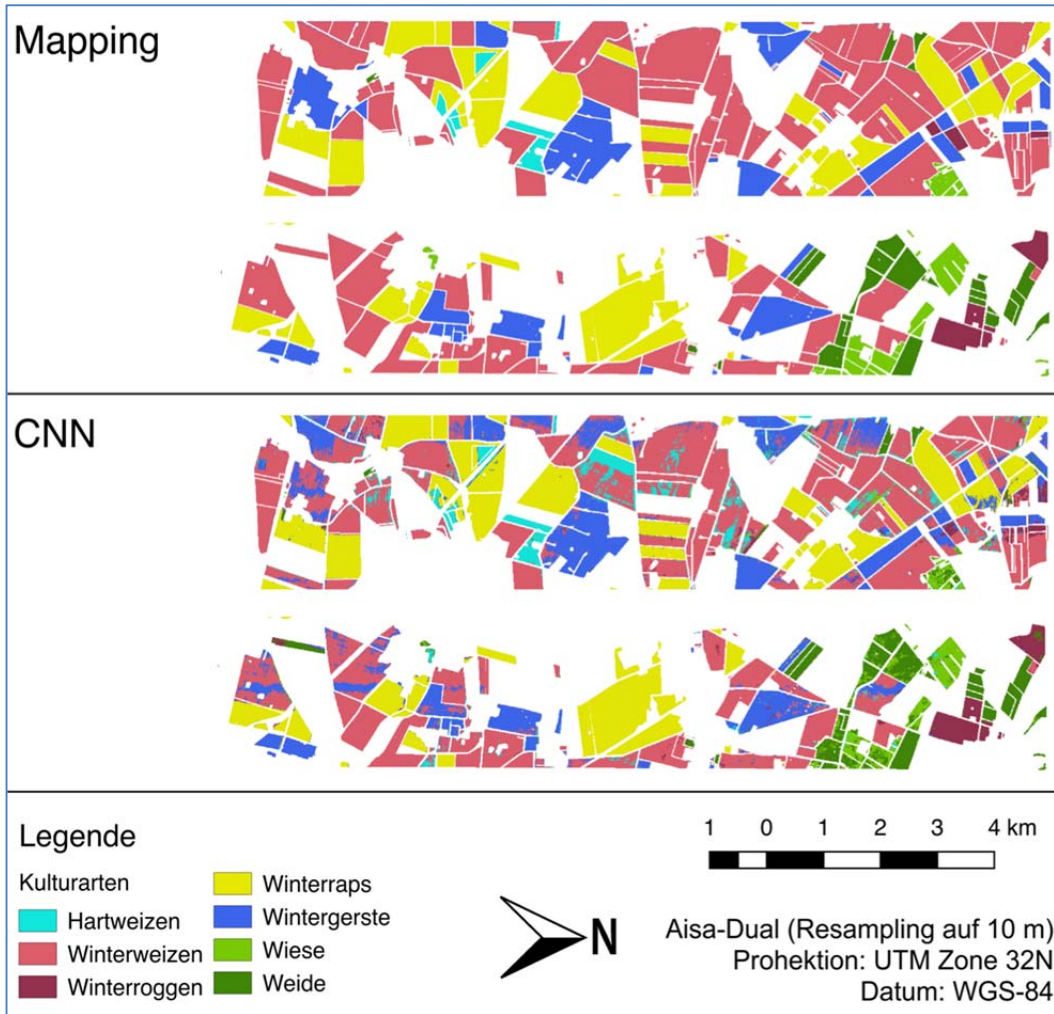 Mapping
CNN
Legende
Kulturarten
Hartweizen
Winterweizen
Winterroggen
Winterraps
Wintergerste
Wiese
Weide
1 0 1 2 3 4 km
N
Aisa-Dual (Resampling auf 10 m)
Prohektion: UTM Zone 32N
Datum: WGS-84